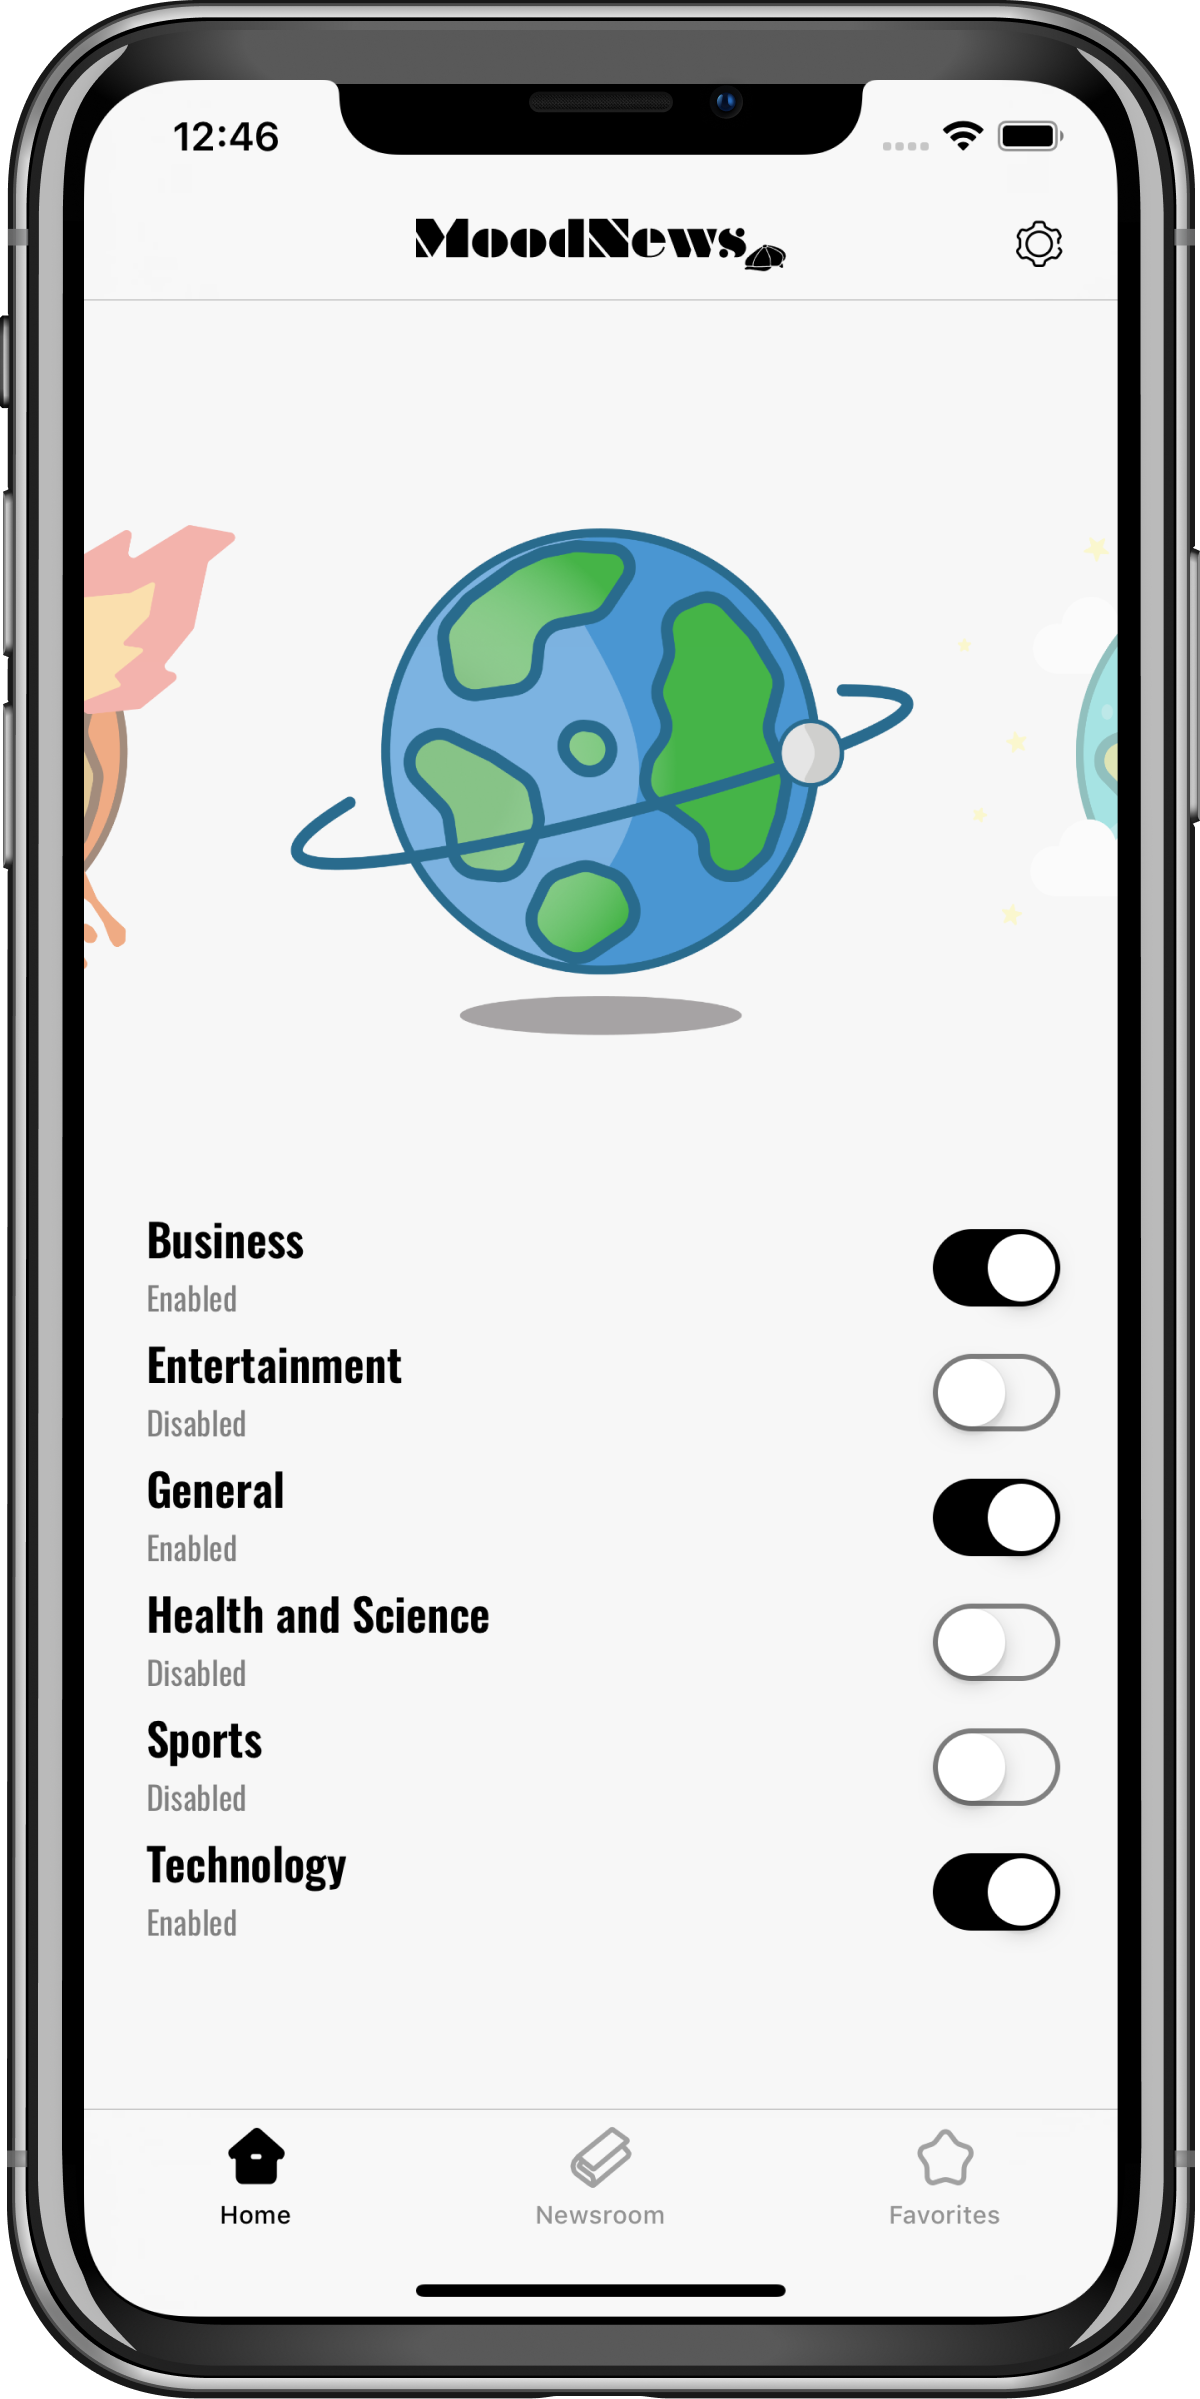 12:46
MoodNews
Business
Enabled
Entertainment
Disabled
General
Enabled
Health and Science
Disabled
Sports
Disabled
Technology
Enabled
Home
Newsroom
Favorites